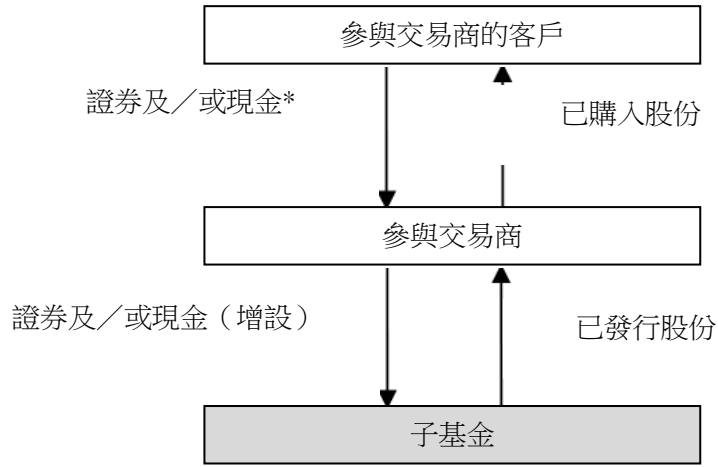 參與交易商的客戶
證券及／或現金*
已購入股份
參與交易商
證券及／或現金（增設）
已發行股份
子基金